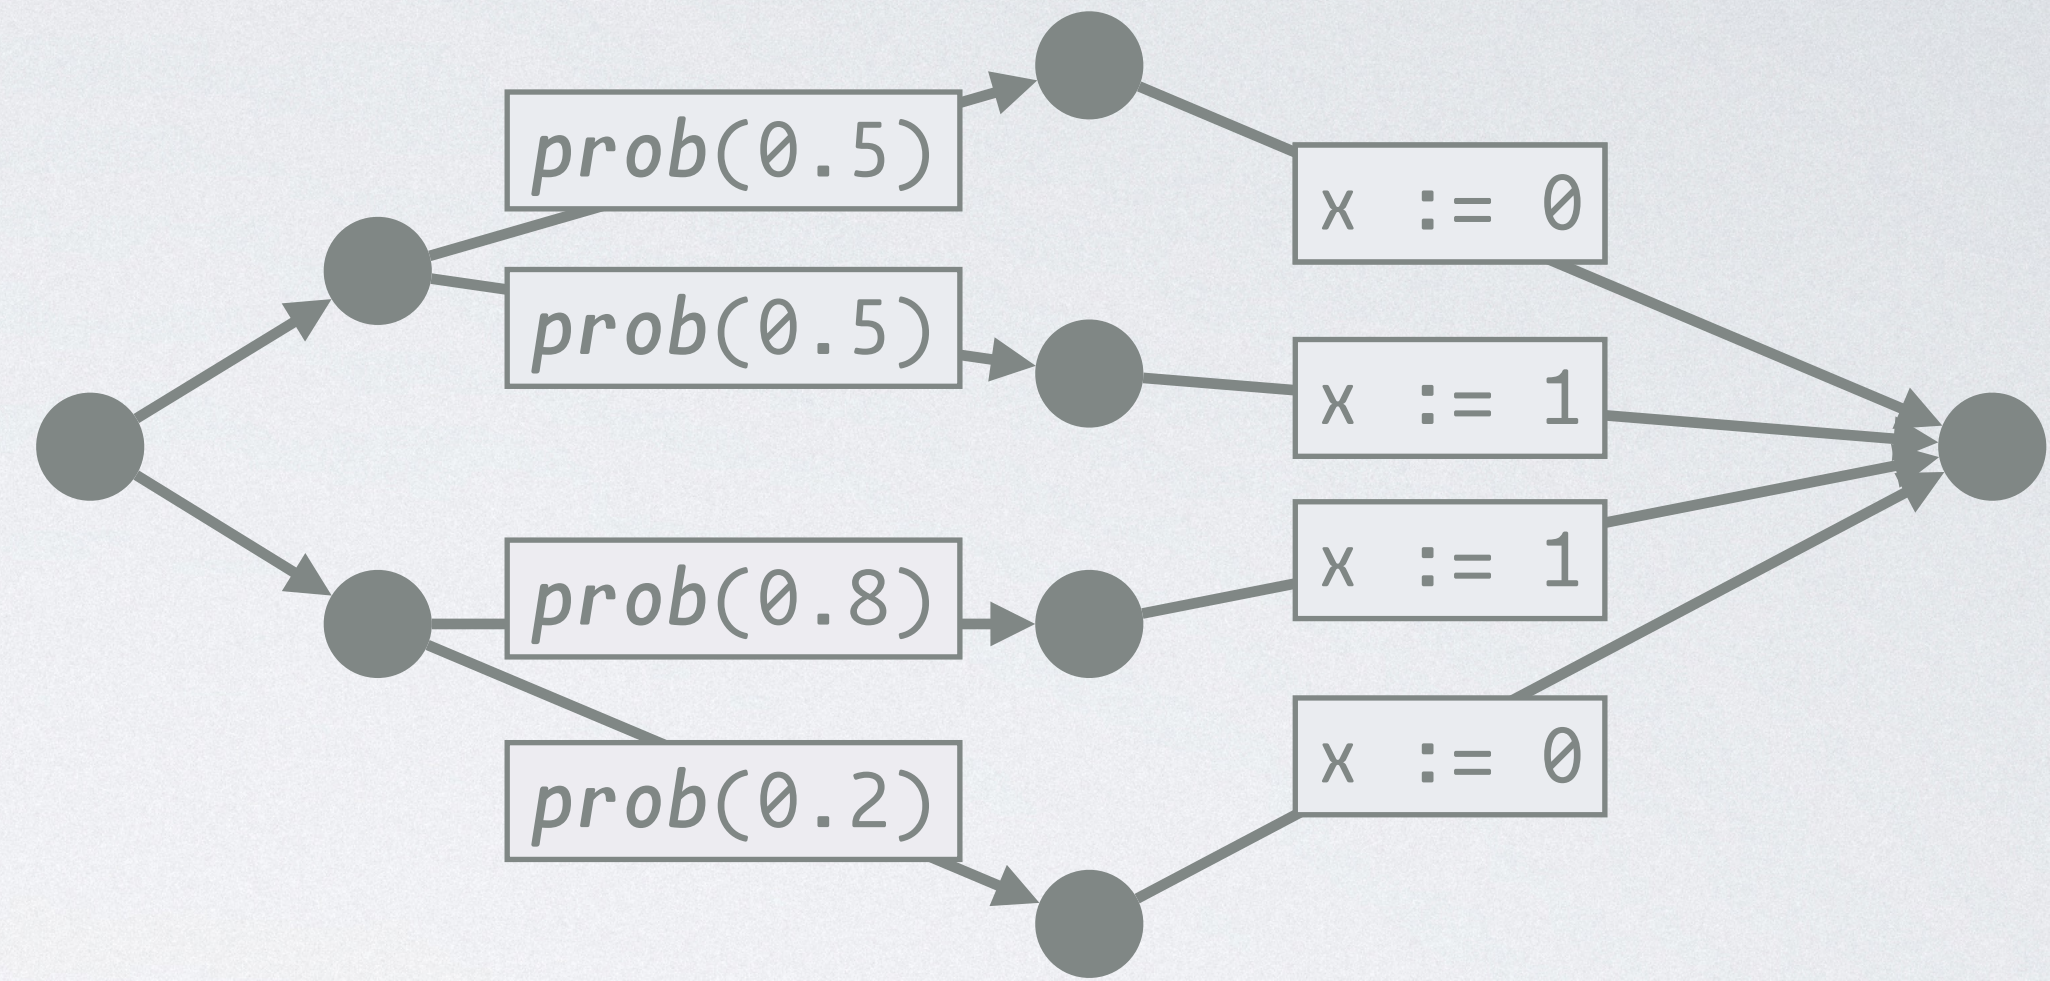 prob(0.5)
x := 0
prob(0.5)
x := 1
prob(0.8)
x := 1
prob(0.2)
x := 0